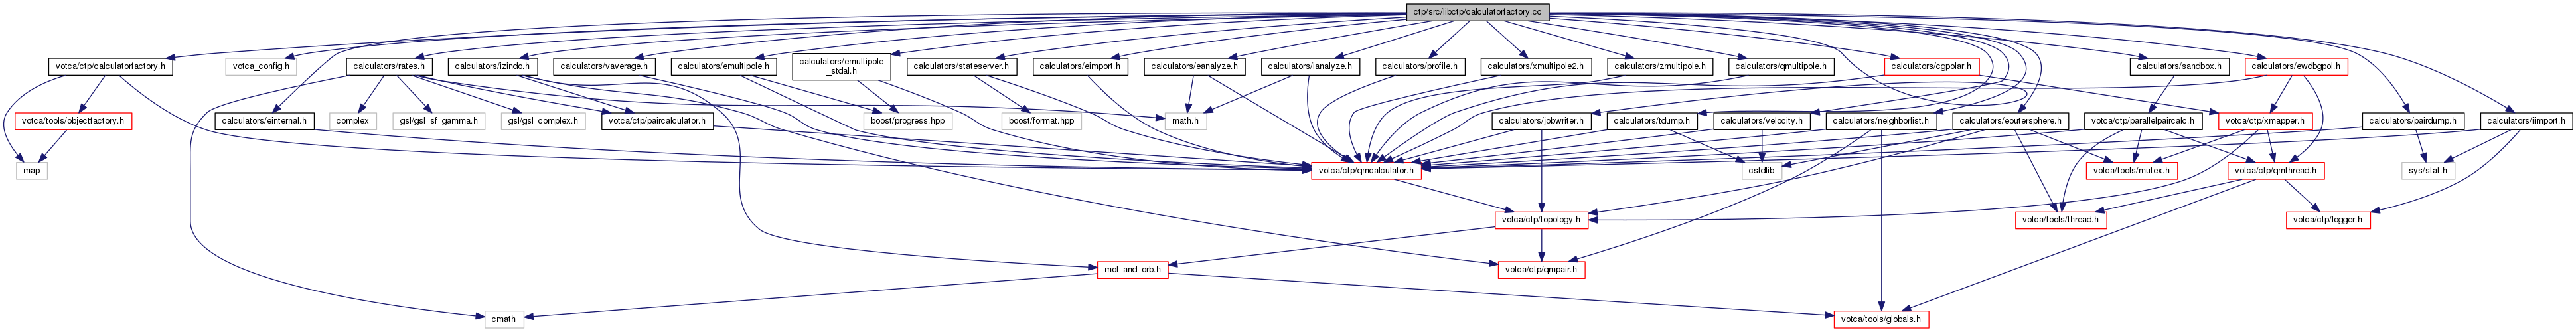 ctp/src/libctp/calculatorfactory.cc
votca/ctp/calculatorfactory.h
votca_config.h
calculators/rates.h
calculators/izindo.h
calculators/vaverage.h
calculators/emultipole.h
calculators/emultipole
_stdal.h
calculators/stateserver.h
calculators/eimport.h
calculators/eanalyze.h
calculators/ianalyze.h
calculators/profile.h
calculators/xmultipole2.h
calculators/zmultipole.h
calculators/qmultipole.h
calculators/cgpolar.h
calculators/sandbox.h
calculators/ewdbgpol.h
votca/tools/objectfactory.h
calculators/einternal.h
complex
gsl/gsl_sf_gamma.h
gsl/gsl_complex.h
votca/ctp/paircalculator.h
boost/progress.hpp
boost/format.hpp
math.h
calculators/jobwriter.h
calculators/tdump.h
calculators/velocity.h
calculators/neighborlist.h
calculators/eoutersphere.h
votca/ctp/parallelpaircalc.h
votca/ctp/xmapper.h
calculators/pairdump.h
calculators/iimport.h
map
votca/ctp/qmcalculator.h
cstdlib
votca/tools/mutex.h
votca/ctp/qmthread.h
sys/stat.h
votca/ctp/topology.h
votca/tools/thread.h
votca/ctp/logger.h
mol_and_orb.h
votca/ctp/qmpair.h
cmath
votca/tools/globals.h